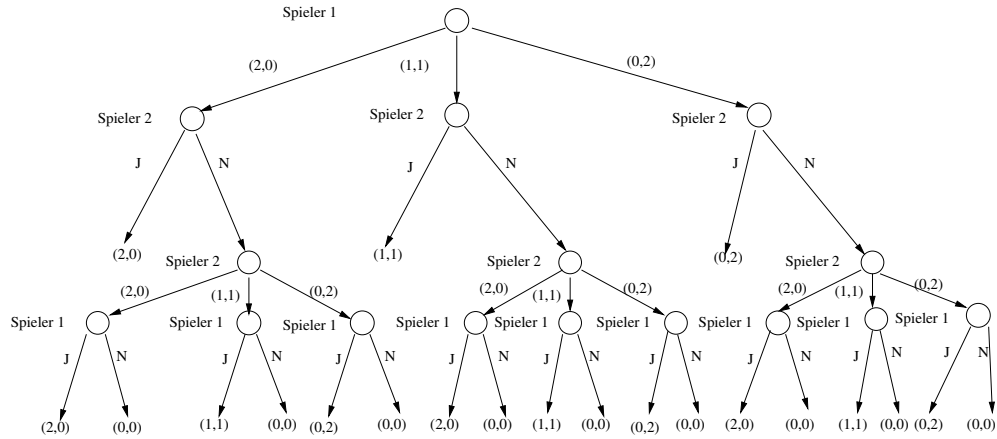 Spieler 1
(2,0) (1,1) (0,2)
Spieler 2 Spieler 2 Spieler 2
J N J N J N
(2,0) (1,1) (0,2)
Spieler 2 Spieler 2 Spieler 2
(2,0) (1,1) (0,2) (2,0) (1,1) (0,2) (2,0) (1,1) (0,2)
Spieler 1 Spieler 1 Spieler 1 Spieler 1 Spieler 1 Spieler 1 Spieler 1 Spieler 1 Spieler 1
J N J N J N J N J N J N J N J N J N
(2,0) (0,0) (1,1) (0,0) (0,2) (0,0) (2,0) (0,0) (1,1) (0,0) (0,2) (0,0) (2,0) (0,0) (1,1) (0,0) (0,2) (0,0)